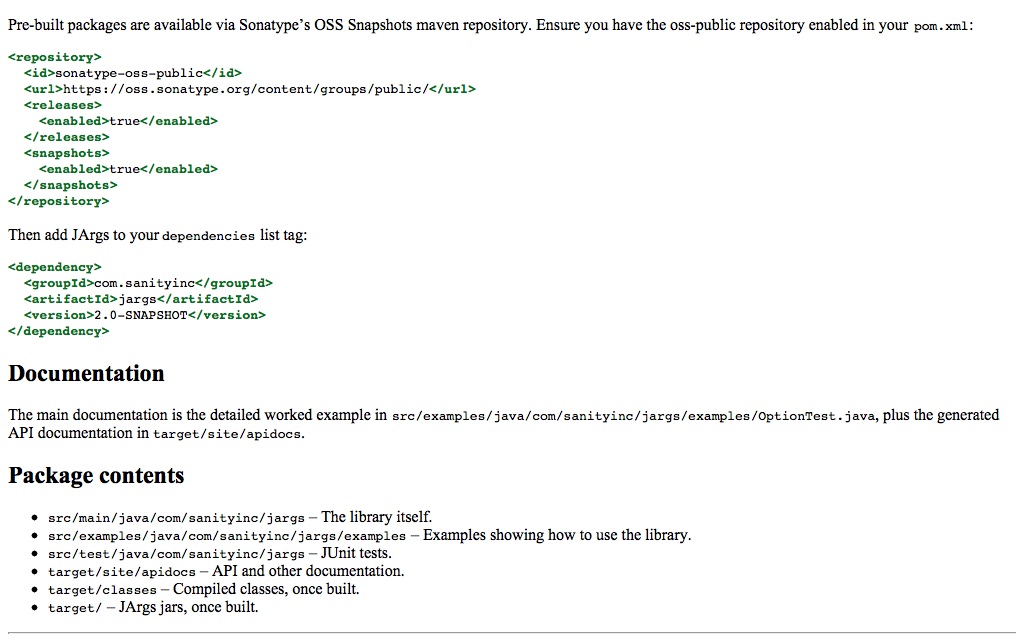 Pre-built packages are available via Sonatype’s OSS Snapshots maven repository. Ensure you have the oss-public repository enabled in your pom.xml:
<repository>
  <id>sonatype-oss-public</id>
  <url>https://oss.sonatype.org/content/groups/public/</url>
  <releases>
    <enabled>true</enabled>
  </releases>
  <snapshots>
    <enabled>true</enabled>
  </snapshots>
</repository>
Then add JArgs to your dependencies list tag:
<dependency>
  <groupId>com.sanityinc</groupId>
  <artifactId>jargs</artifactId>
  <version>2.0-SNAPSHOT</version>
</dependency>
Documentation
The main documentation is the detailed worked example in src/examples/java/com/sanityinc/jargs/examples/OptionTest.java, plus the generated
API documentation in target/site/apidocs.
Package contents
• src/main/java/com/sanityinc/jargs – The library itself.
• src/examples/java/com/sanityinc/jargs/examples – Examples showing how to use the library.
• src/test/java/com/sanityinc/jargs – JUnit tests.
• target/site/apidocs – API and other documentation.
• target/classes – Compiled classes, once built.
• target/ – JArgs jars, once built.